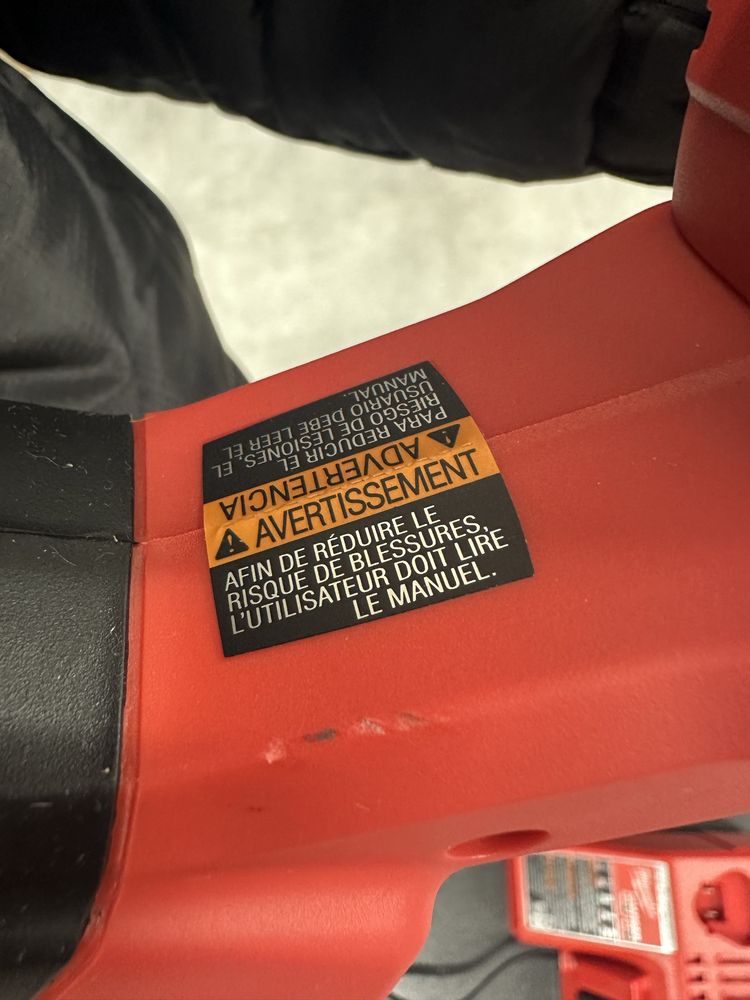 ⚠ AVERTISSEMENT
AFIN DE RÉDUIRE LE
RISQUE DE BLESSURES,
L'UTILISATEUR DOIT LIRE
LE MANUEL.
⚠ ADVERTENCIA
PARA REDUCIR EL
RIESGO DE LESIONES, EL
USUARIO DEBE LEER EL
MANUAL.